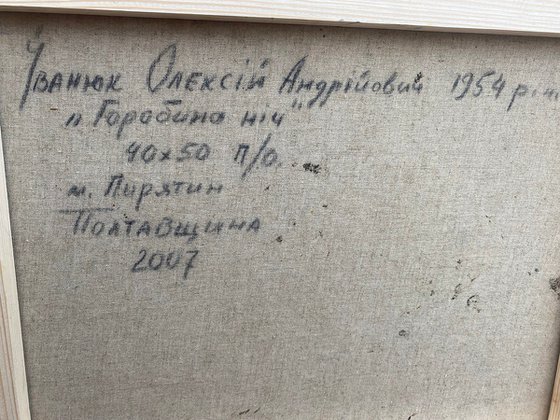 Іванюк Олексій Андрійович 1954 р.н.
„Горобина ніч"
40х50 п/о.
м. Пирятин
Полтавщина
2007